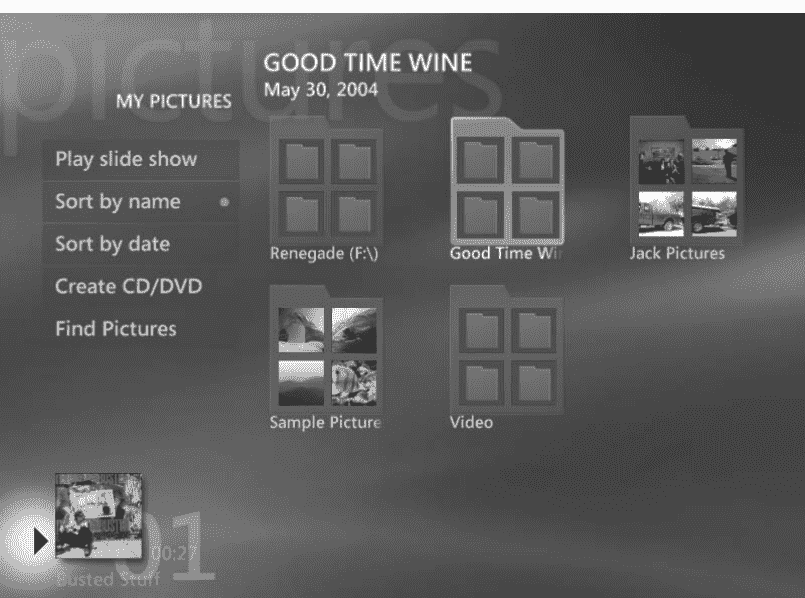 pictures
GOOD TIME WINE
May 30, 2004
MY PICTURES
Play slide show
Sort by name
Sort by date
Create CD/DVD
Find Pictures
Renegade (F:\)
Good Time Wi
Jack Pictures
Sample Picture
Video
01
00:27
Busted Stuff